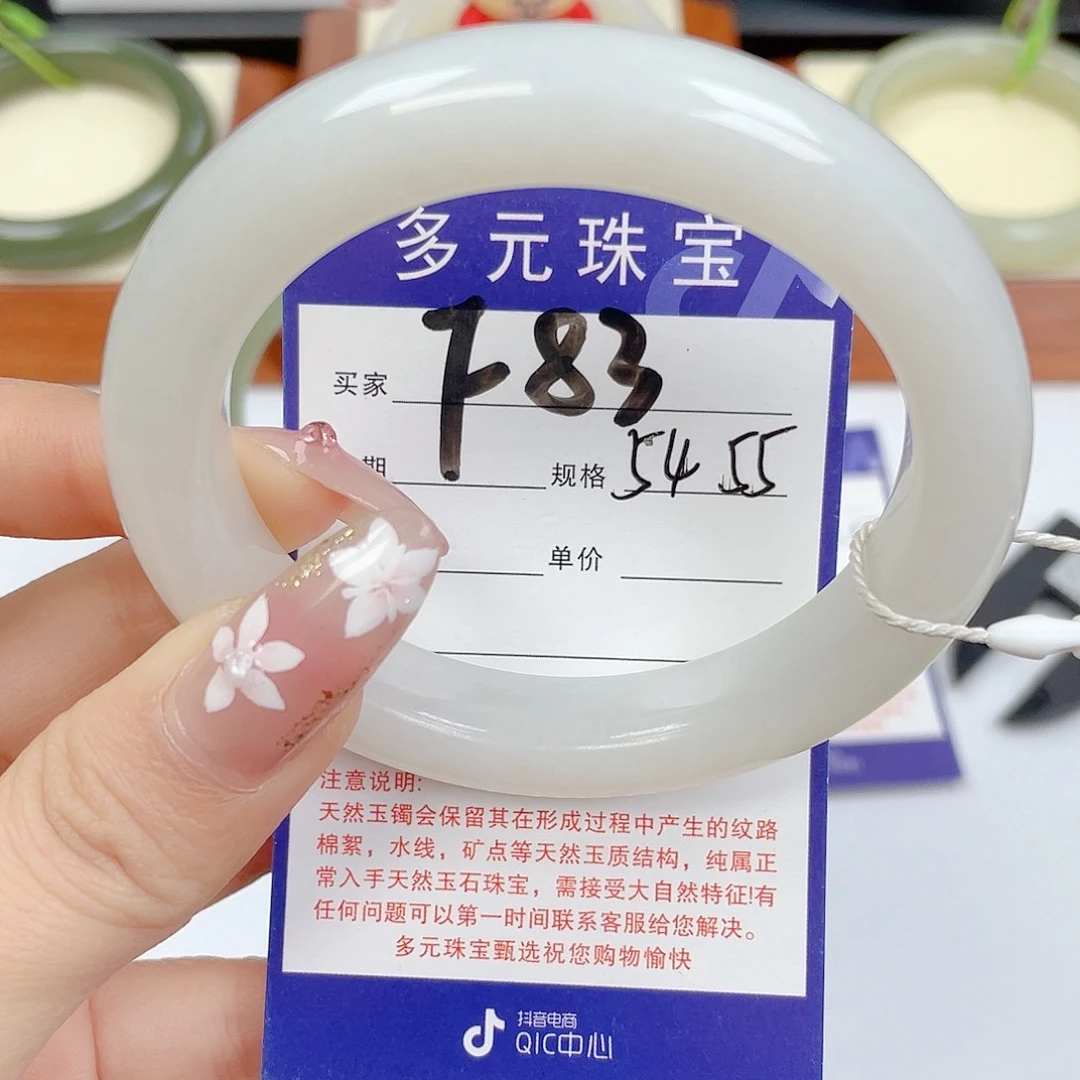 多元珠宝
买家 卜83
期 规格 54 55
单价
注意说明:
天然玉镯会保留其在形成过程中产生的纹路
棉絮，水线，矿点等天然玉质结构，纯属正
常入手天然玉石珠宝，需接受大自然特征!有
任何问题可以第一时间联系客服给您解决。
多元珠宝甄选祝您购物愉快
抖音电商
QIC中心